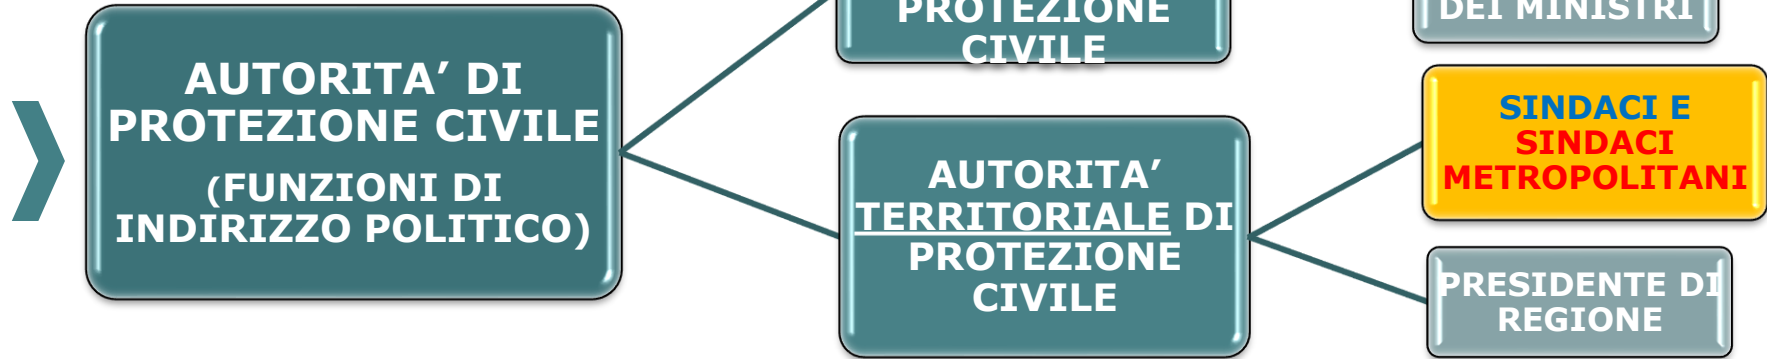 AUTORITA’ DI
PROTEZIONE CIVILE
(FUNZIONI DI
INDIRIZZO POLITICO)
PROTEZIONE
CIVILE
DEI MINISTRI
AUTORITA’
TERRITORIALE DI
PROTEZIONE
CIVILE
SINDACI E
SINDACI
METROPOLITANI
PRESIDENTE DI
REGIONE